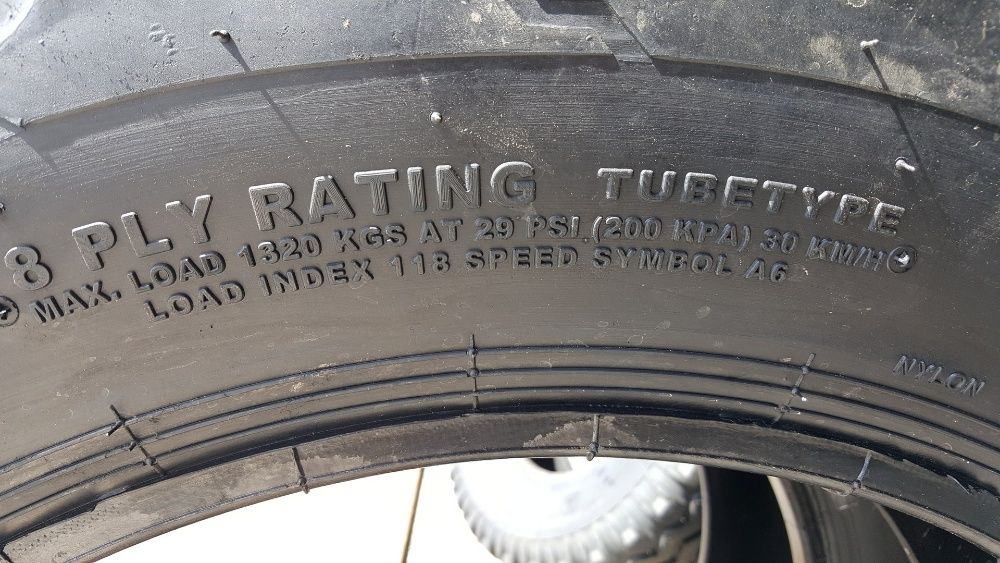 8 PLY RATING TUBETYPE
MAX. LOAD 1320 KGS AT 29 PSI (200 KPA) 30 KM/H
LOAD INDEX 118 SPEED SYMBOL A6
NYLON